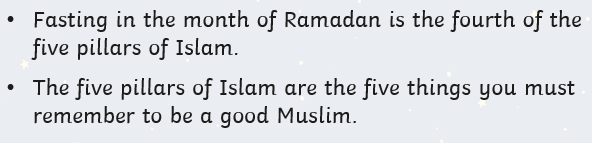 • Fasting in the month of Ramadan is the fourth of the
five pillars of Islam.
• The five pillars of Islam are the five things you must
remember to be a good Muslim.